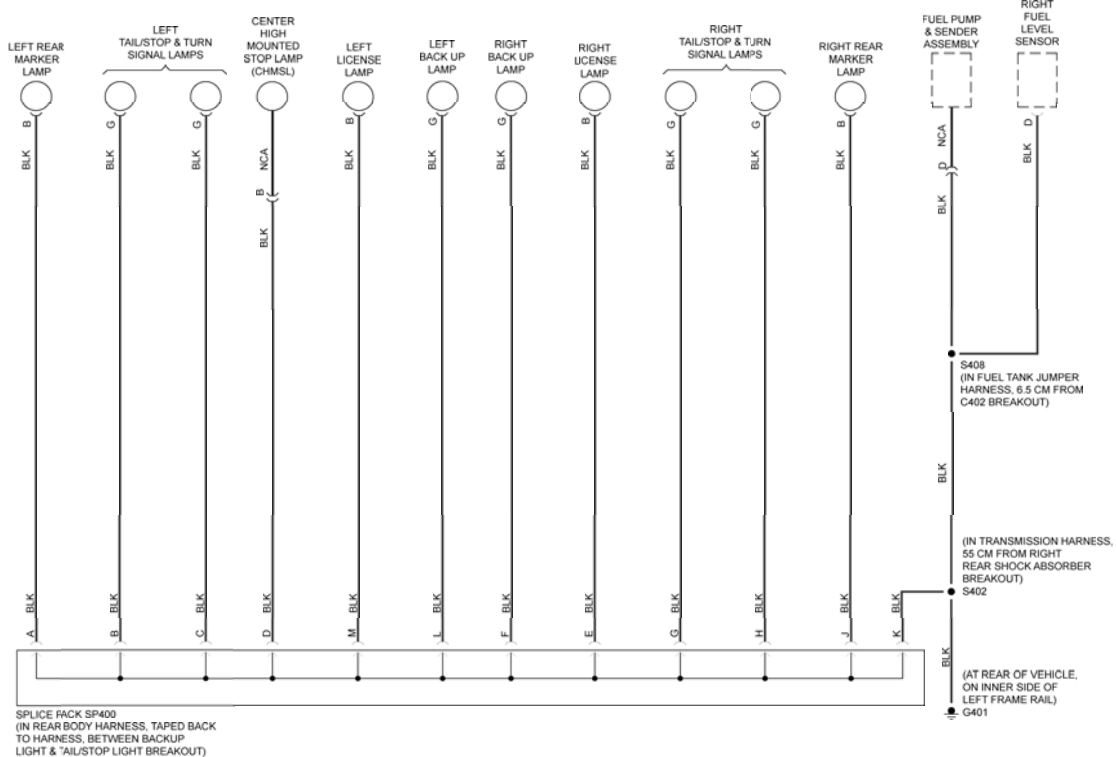 LEFT REAR
MARKER
LAMP
LEFT
TAIL/STOP & TURN
SIGNAL LAMPS
CENTER
HIGH
MOUNTED
STOP LAMP
(CHMSL)
LEFT
LICENSE
LAMP
LEFT
BACK UP
LAMP
RIGHT
BACK UP
LAMP
RIGHT
LICENSE
LAMP
RIGHT
TAIL/STOP & TURN
SIGNAL LAMPS
RIGHT REAR
MARKER
LAMP
FUEL PUMP
& SENDER
ASSEMBLY
RIGHT
FUEL
LEVEL
SENSOR
B
G
G
B
G
G
B
G
G
B
D
BLK
BLK
BLK
NCA
BLK
BLK
BLK
BLK
BLK
BLK
BLK
NCA
BLK
B
D
BLK
BLK
S408
(IN FUEL TANK JUMPER
HARNESS, 6.5 CM FROM
C402 BREAKOUT)
BLK
(IN TRANSMISSION HARNESS,
55 CM FROM RIGHT
REAR SHOCK ABSORBER
BREAKOUT)
S402
BLK
BLK
BLK
BLK
BLK
BLK
BLK
BLK
BLK
BLK
BLK
BLK
A
B
C
D
M
L
F
E
G
H
J
K
BLK
(AT REAR OF VEHICLE,
ON INNER SIDE OF
LEFT FRAME RAIL)
G401
SPLICE PACK SP400
(IN REAR BODY HARNESS, TAPED BACK
TO HARNESS, BETWEEN BACKUP
LIGHT & TAIL/STOP LIGHT BREAKOUT)